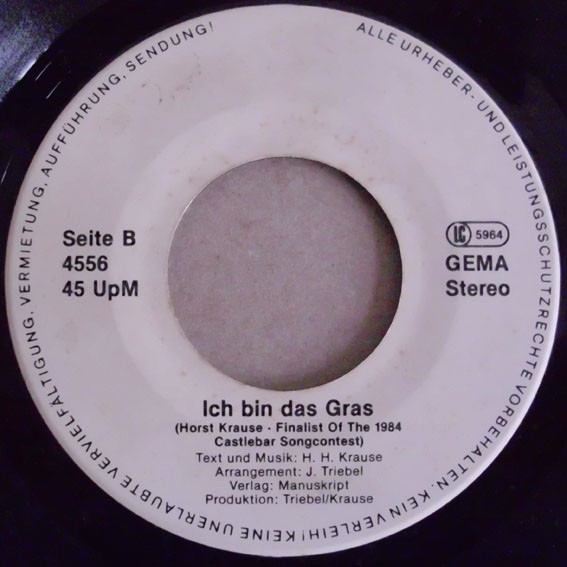 ALLE URHEBER- UND LEISTUNGSSCHUTZRECHTE VORBEHALTEN. KEIN VERLEIH! KEINE UNERLAUBTE VERVIELFÄLTIGUNG, VERMIETUNG, AUFFÜHRUNG, SENDUNG!
Seite B
4556
45 UpM
LC 5964
GEMA
Stereo
Ich bin das Gras
(Horst Krause - Finalist Of The 1984
Castlebar Songcontest)
Text und Musik: H. H. Krause
Arrangement: J. Triebel
Verlag: Manuskript
Produktion: Triebel/Krause